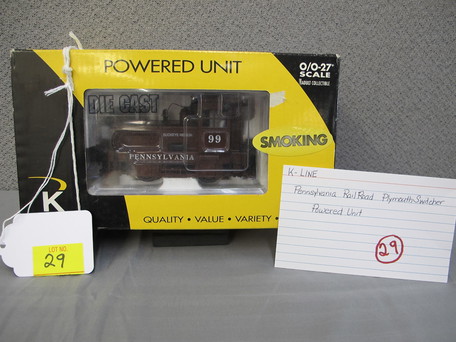 POWERED UNIT
O/O-27"
SCALE
DIE CAST
99
PENNSYLVANIA
SMOKING
K
QUALITY • VALUE • VARIETY •
LOT NO.
29
K-LINE
Pennsylvania RailRoad Plymouth Switcher
Powered Unit
29